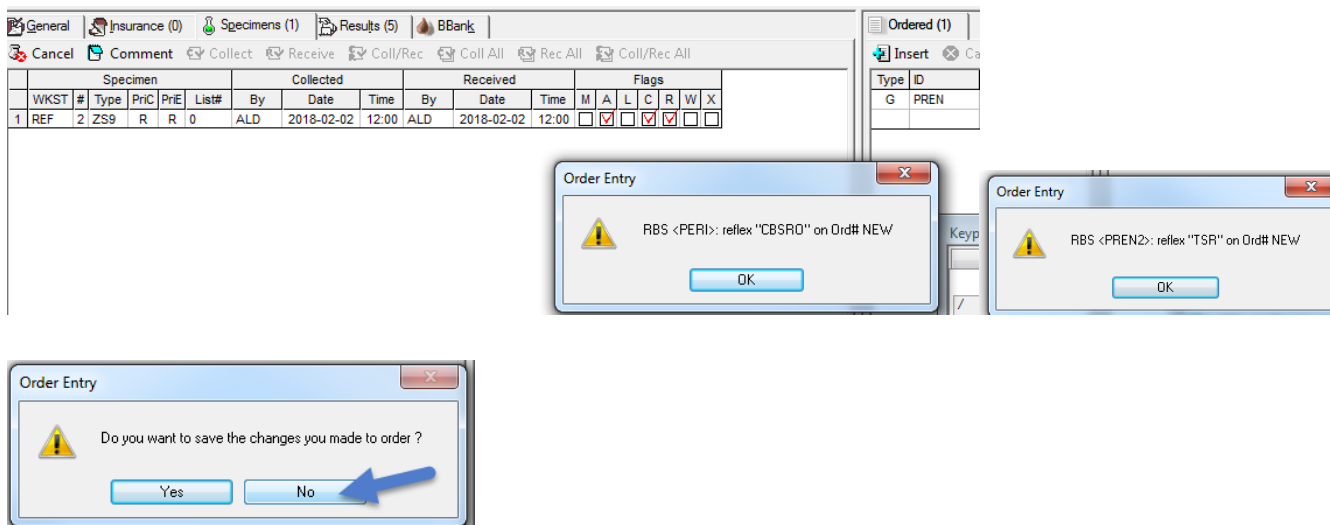 General Insurance (0) Specimens (1) Results (5) BBank Ordered (1)
Cancel Comment Collect Receive Coll/Rec Coll All Rec All Coll/Rec All Insert
Specimen Collected Received Flags Type ID
WKST # Type PriC PriE List# By Date Time By Date Time M A L C R W X G PREN
1 REF 2 ZS9 R R 0 ALD 2018-02-02 12:00 ALD 2018-02-02 12:00
Order Entry
RBS <PERI>: reflex "CBSRO" on Ord# NEW
OK
Keyp
/
Order Entry
RBS <PREN2>: reflex "TSR" on Ord# NEW
OK
Order Entry
Do you want to save the changes you made to order ?
Yes No